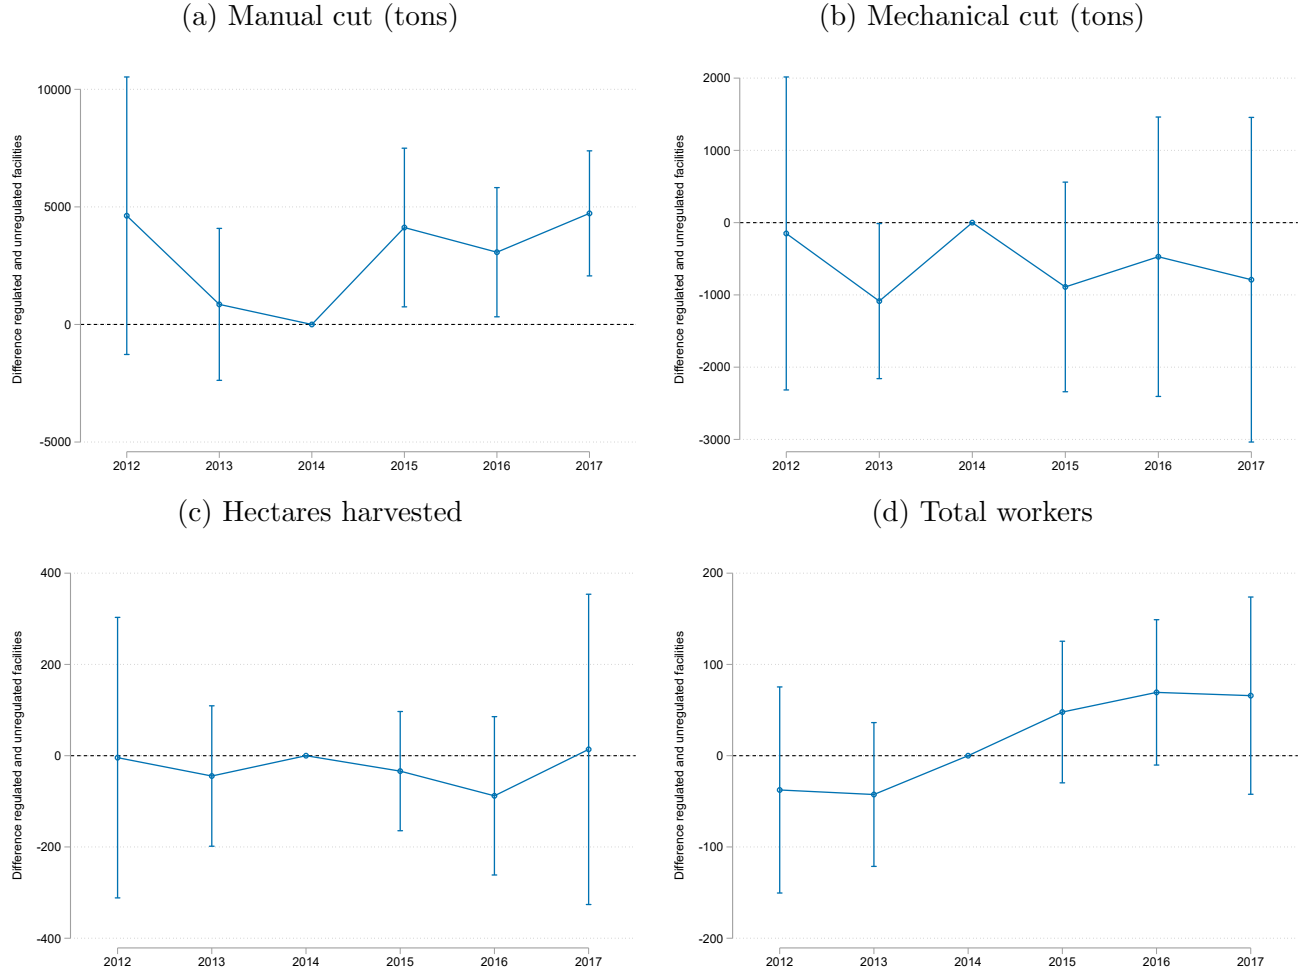 (a) Manual cut (tons)
Difference regulated and unregulated facilities
10000
5000
0
-5000
2012 2013 2014 2015 2016 2017
(b) Mechanical cut (tons)
Difference regulated and unregulated facilities
2000
1000
0
-1000
-2000
-3000
2012 2013 2014 2015 2016 2017
(c) Hectares harvested
Difference regulated and unregulated facilities
400
200
0
-200
-400
2012 2013 2014 2015 2016 2017
(d) Total workers
Difference regulated and unregulated facilities
200
100
0
-100
-200
2012 2013 2014 2015 2016 2017